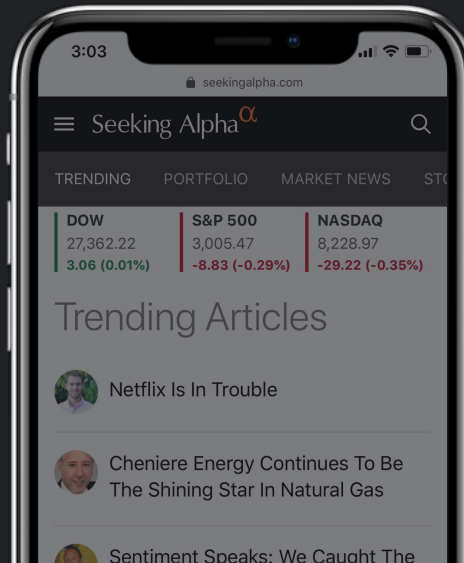 3:03
seekingalpha.com
Seeking Alpha α
TRENDING PORTFOLIO MARKET NEWS
DOW S&P 500 NASDAQ
27,362.22 3,005.47 8,228.97
3.06 (0.01%) -8.83 (-0.29%) -29.22 (-0.35%)
Trending Articles
Netflix Is In Trouble
Cheniere Energy Continues To Be
The Shining Star In Natural Gas
Sentiment Speaks: We Caught The